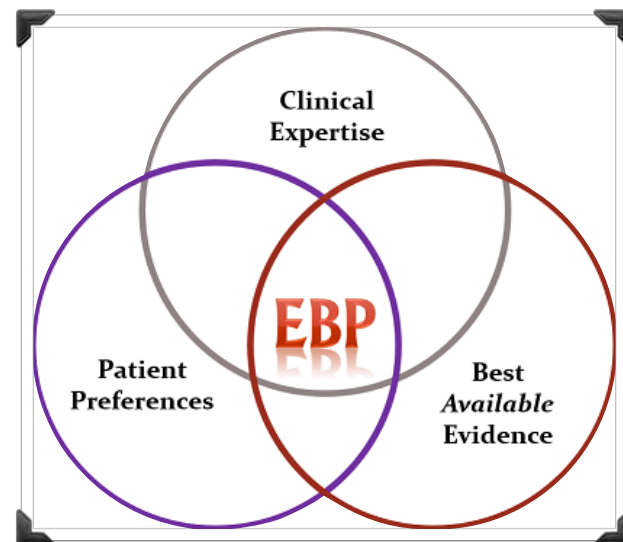 Clinical
Expertise
EBP
Patient
Preferences
Best
Available
Evidence